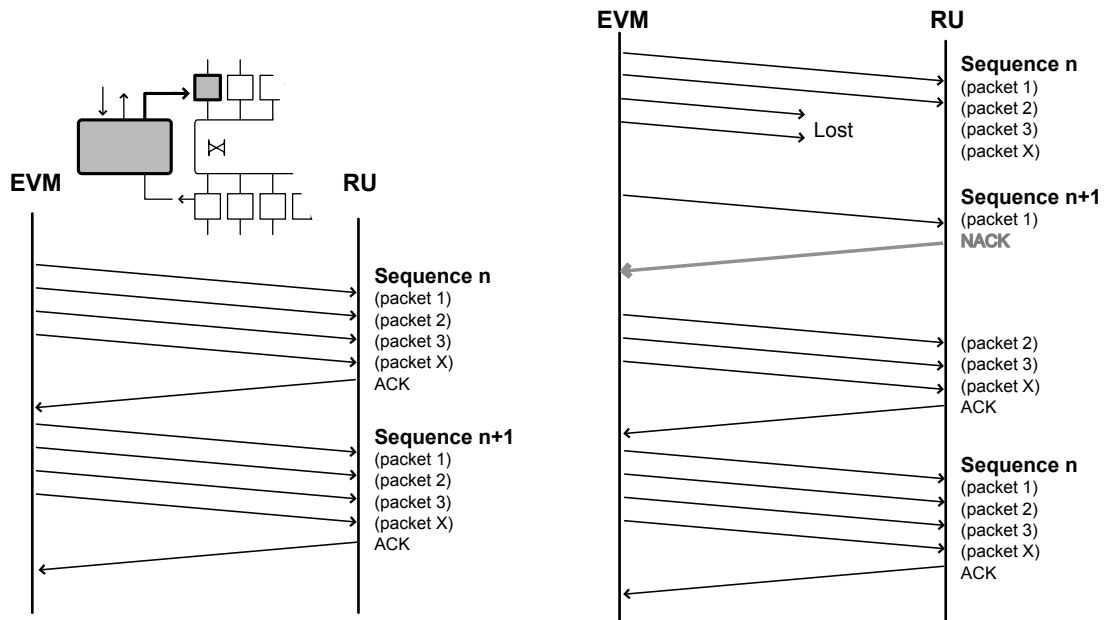 EVM
RU
Sequence n
(packet 1)
(packet 2)
(packet 3)
(packet X)
ACK
Sequence n+1
(packet 1)
(packet 2)
(packet 3)
(packet X)
ACK
EVM
RU
Sequence n
(packet 1)
(packet 2)
Lost
(packet 3)
(packet X)
Sequence n+1
(packet 1)
NACK
(packet 2)
(packet 3)
(packet X)
ACK
Sequence n
(packet 1)
(packet 2)
(packet 3)
(packet X)
ACK